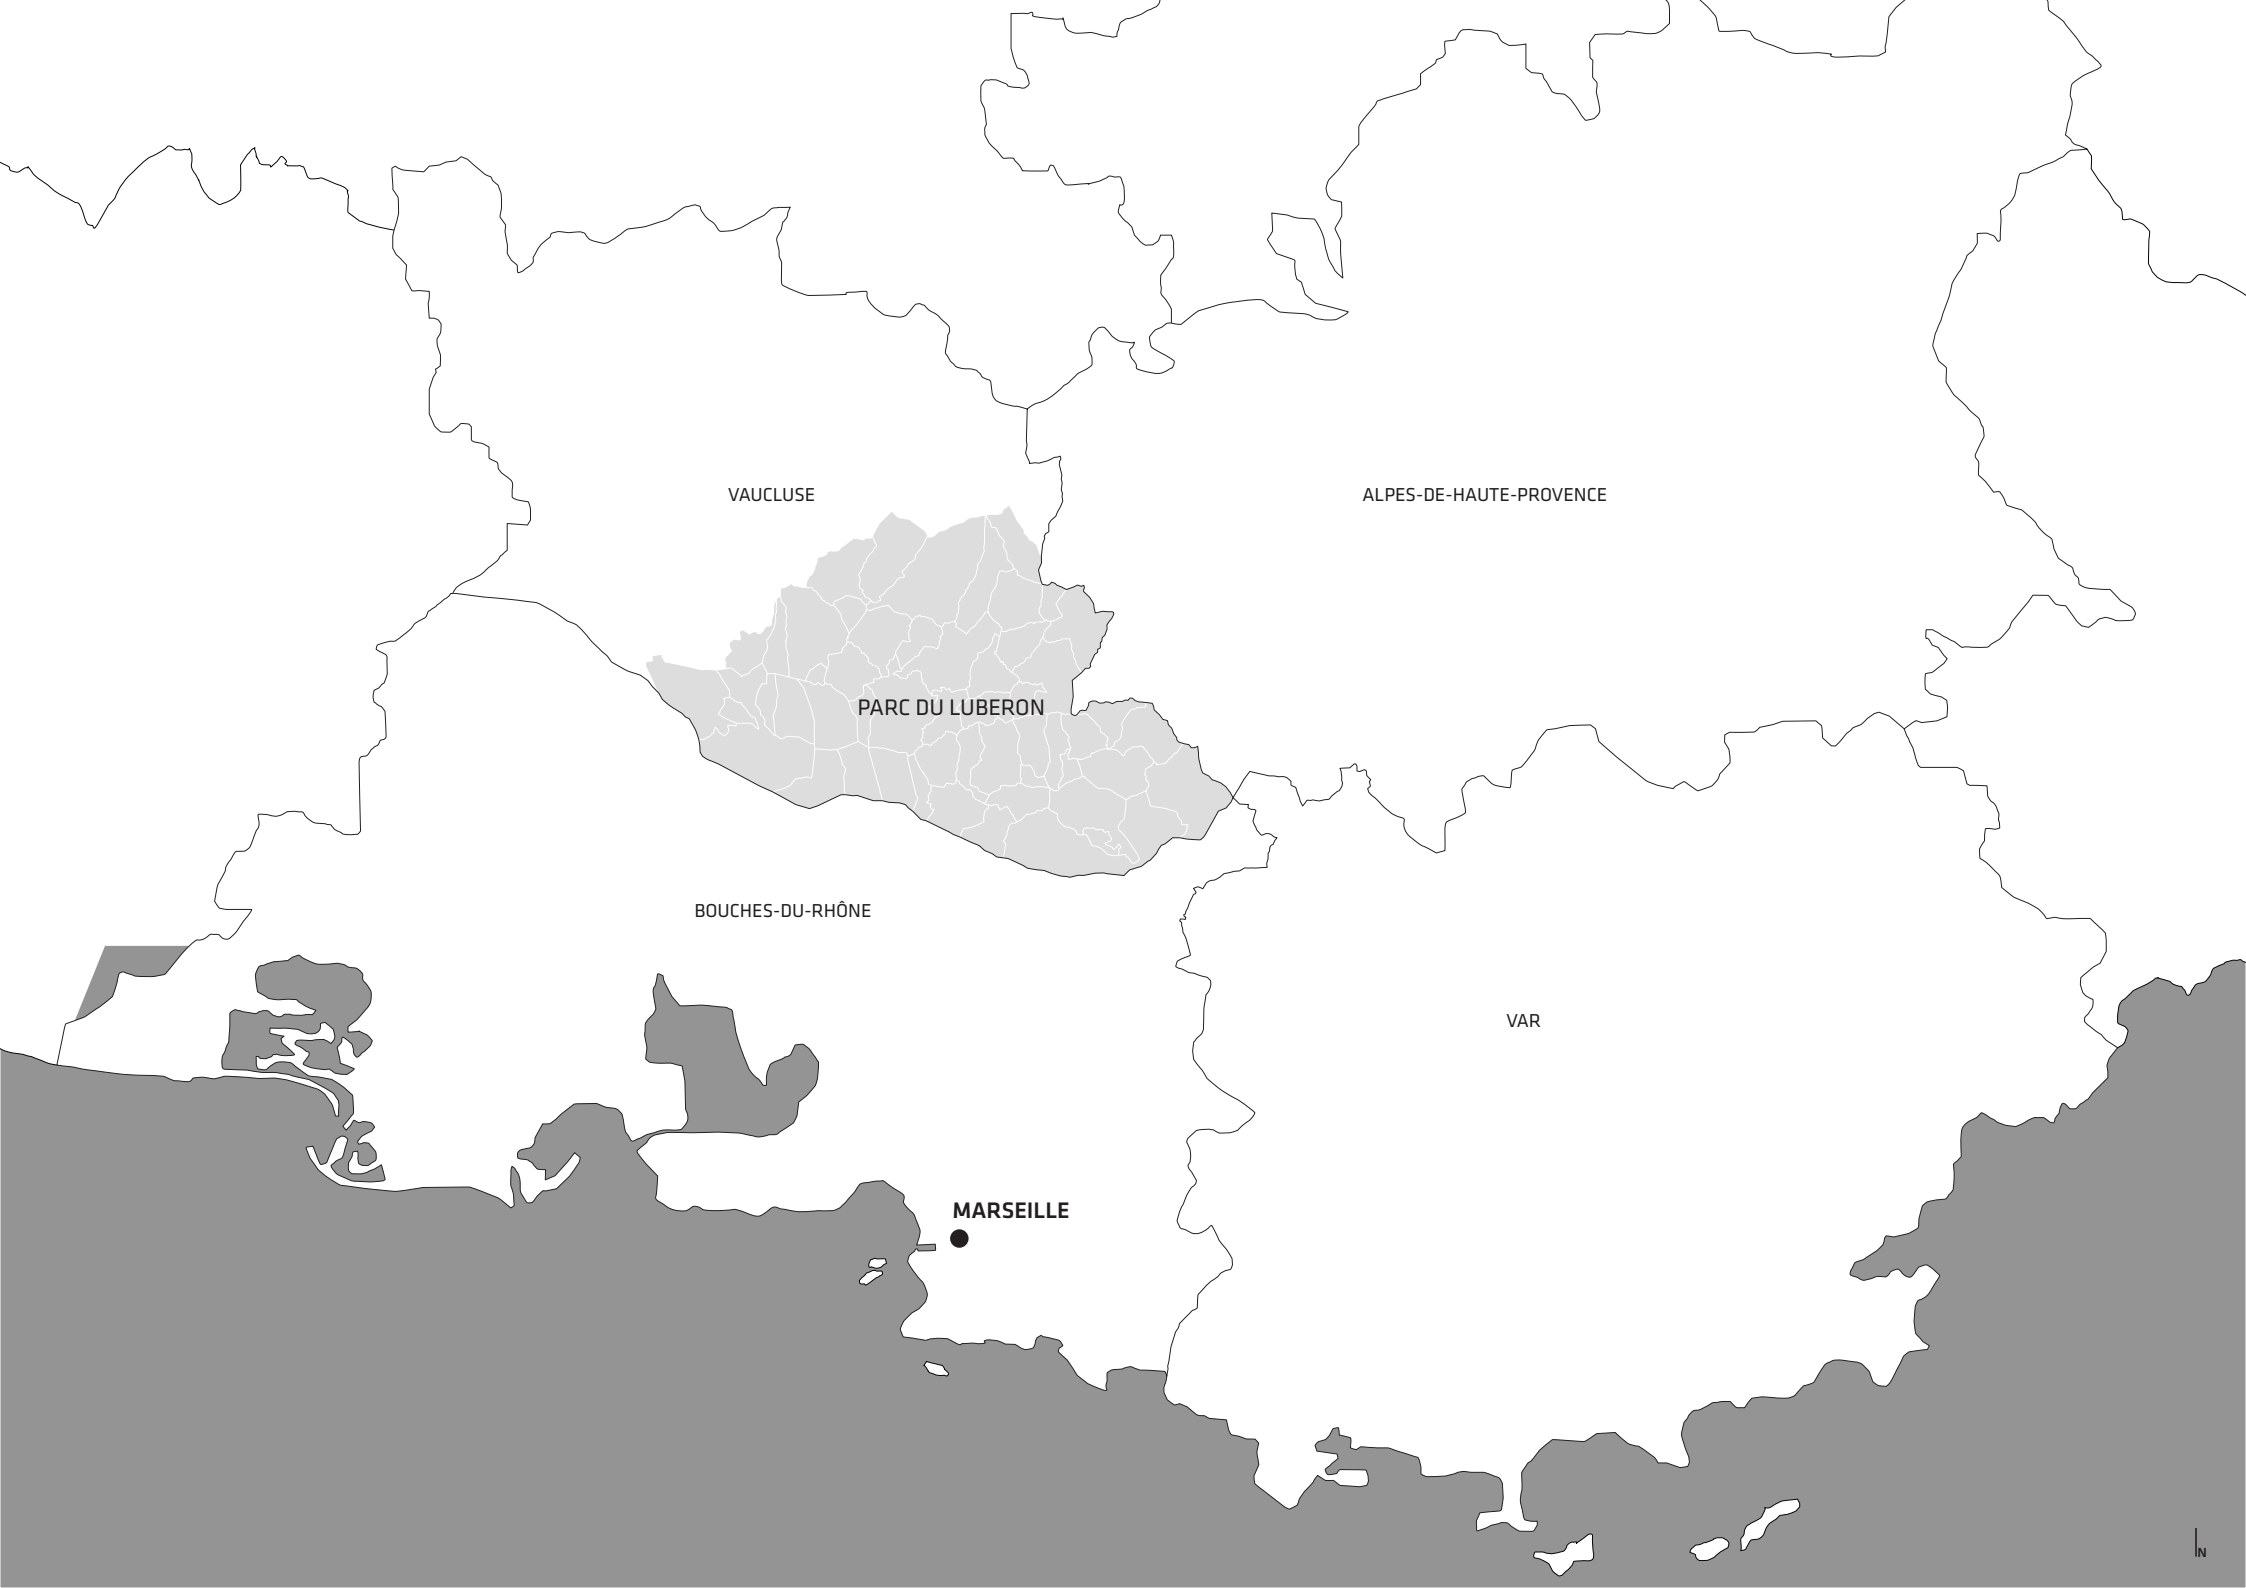 VAUCLUSE
ALPES-DE-HAUTE-PROVENCE
PARC DU LUBERON
BOUCHES-DU-RHÔNE
VAR
MARSEILLE
N